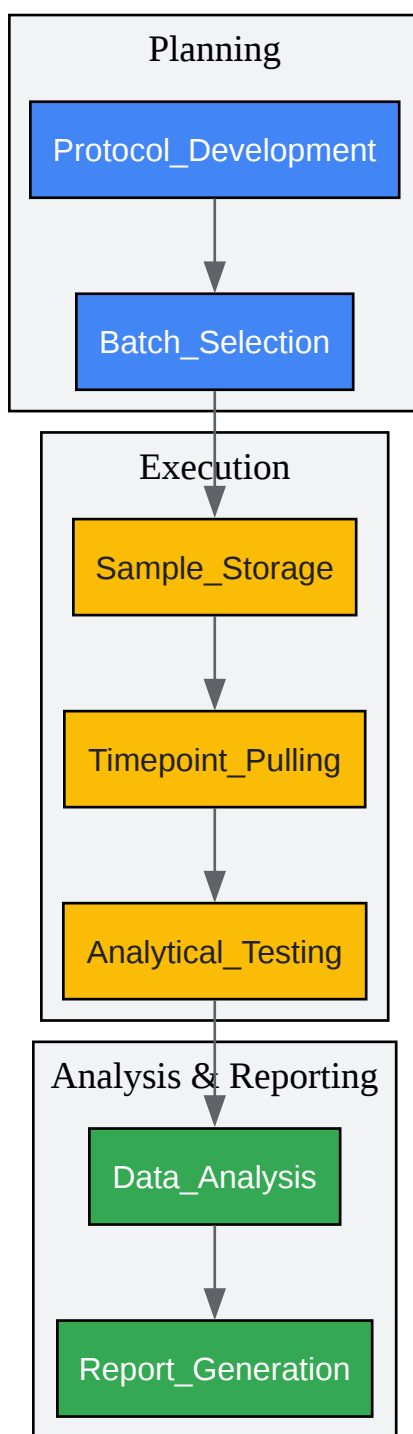 Planning
Protocol_Development
Batch_Selection
Execution
Sample_Storage
Timepoint_Pulling
Analytical_Testing
Analysis & Reporting
Data_Analysis
Report_Generation